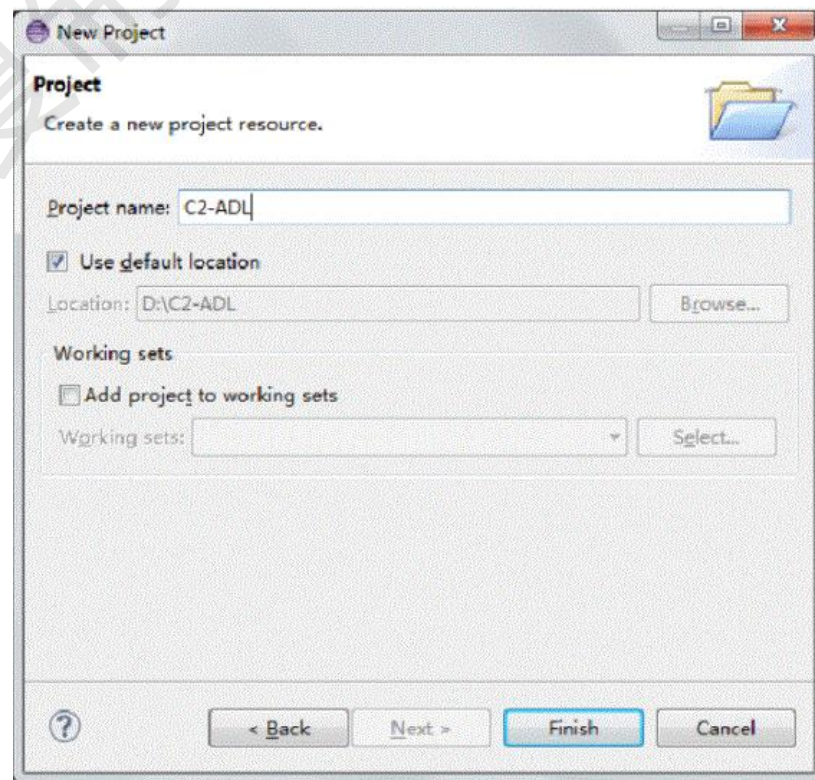 New Project
Project
Create a new project resource.
Project name: C2-ADL
Use default location
Location: D:\C2-ADL Browse...
Working sets
Add project to working sets
Working sets: Select...
? < Back Next > Finish Cancel